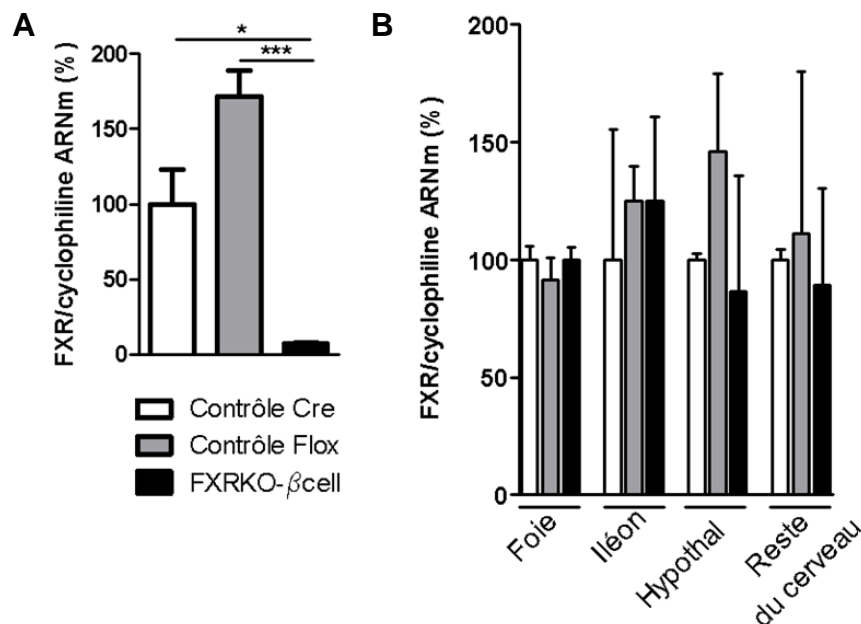 A
FXR/cyclophiline ARNm (%)
200
150
100
50
0
*
***
Contrôle Cre
Contrôle Flox
FXRKO-βcell
B
FXR/cyclophiline ARNm (%)
200
150
100
50
0
Foie
Iléon
Hypothal
Reste
du cerveau